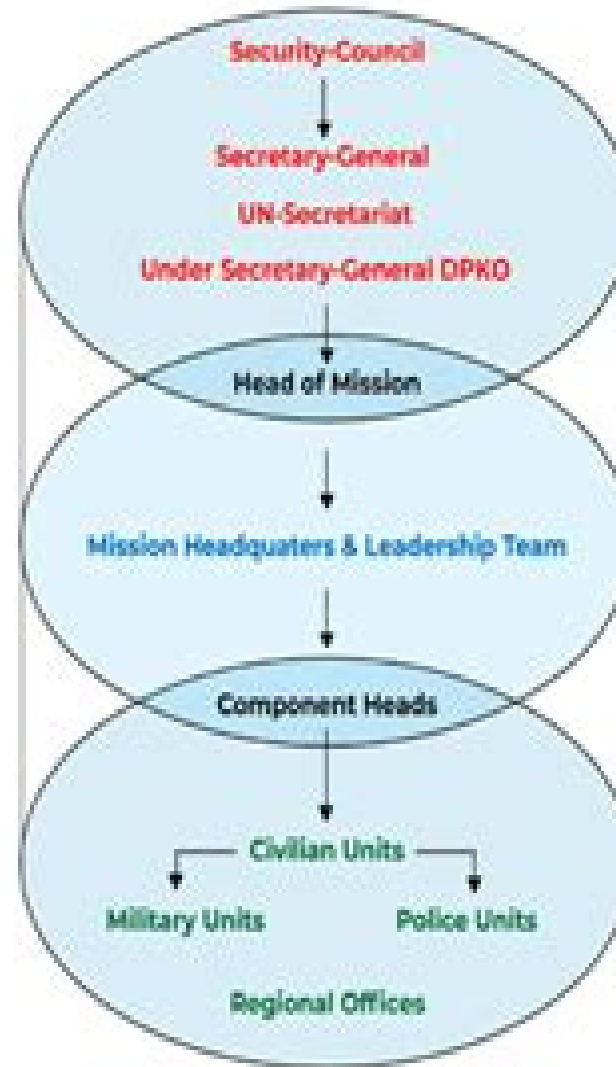 Security-Council
Secretary-General
UN-Secretariat
Under Secretary-General DPKO
Head of Mission
Mission Headquaters & Leadership Team
Component Heads
Civilian Units
Military Units Police Units
Regional Offices